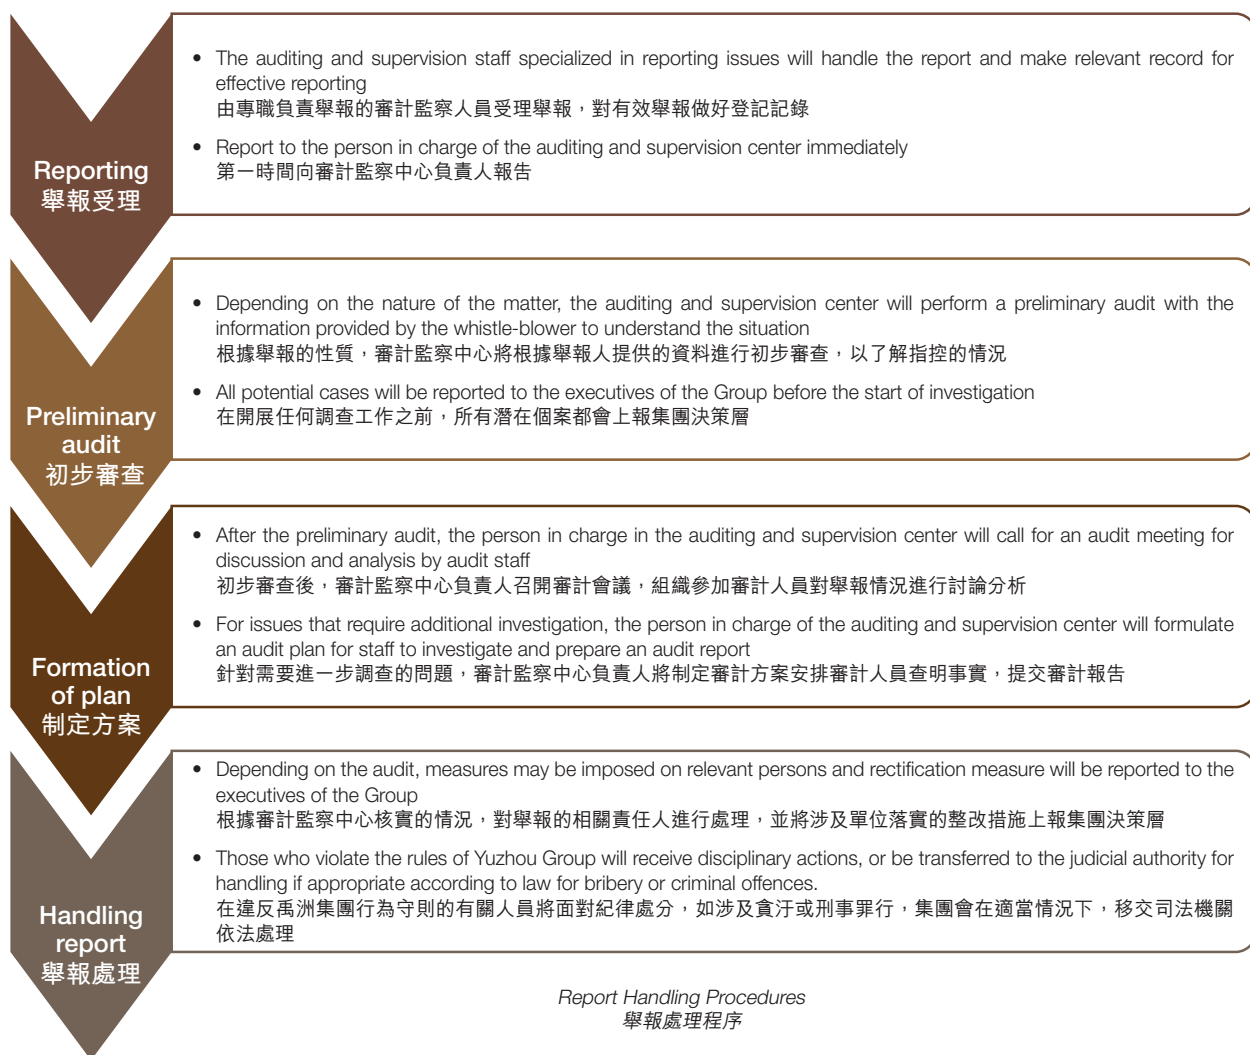 Reporting
舉報受理
• The auditing and supervision staff specialized in reporting issues will handle the report and make relevant record for
effective reporting
由專職負責舉報的審計監察人員受理舉報，對有效舉報做好登記記錄
• Report to the person in charge of the auditing and supervision center immediately
第一時間向審計監察中心負責人報告
Preliminary
audit
初步審查
• Depending on the nature of the matter, the auditing and supervision center will perform a preliminary audit with the
information provided by the whistle-blower to understand the situation
根據舉報的性質，審計監察中心將根據舉報人提供的資料進行初步審查，以了解指控的情況
• All potential cases will be reported to the executives of the Group before the start of investigation
在開展任何調查工作之前，所有潛在個案都會上報集團決策層
Formation
of plan
制定方案
• After the preliminary audit, the person in charge in the auditing and supervision center will call for an audit meeting for
discussion and analysis by audit staff
初步審查後，審計監察中心負責人召開審計會議，組織參加審計人員對舉報情況進行討論分析
• For issues that require additional investigation, the person in charge of the auditing and supervision center will formulate
an audit plan for staff to investigate and prepare an audit report
針對需要進一步調查的問題，審計監察中心負責人將制定審計方案安排審計人員查明事實，提交審計報告
Handling
report
舉報處理
• Depending on the audit, measures may be imposed on relevant persons and rectification measure will be reported to the
executives of the Group
根據審計監察中心核實的情況，對舉報的相關責任人進行處理，並將涉及單位落實的整改措施上報集團決策層
• Those who violate the rules of Yuzhou Group will receive disciplinary actions, or be transferred to the judicial authority for
handling if appropriate according to law for bribery or criminal offences.
在違反禹洲集團行為守則的有關人員將面對紀律處分，如涉及貪汙或刑事罪行，集團會在適當情況下，移交司法機關
依法處理
Report Handling Procedures
舉報處理程序